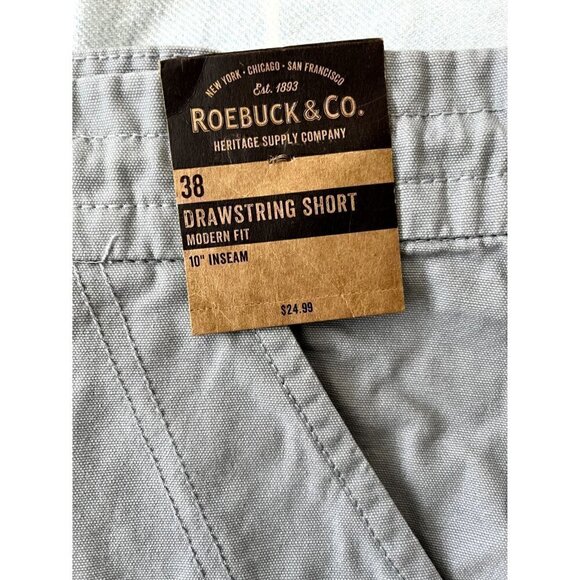 NEW YORK · CHICAGO · SAN FRANCISCO
Est. 1893
ROEBUCK & CO.
HERITAGE SUPPLY COMPANY
38
DRAWSTRING SHORT
MODERN FIT
10" INSEAM
$24.99